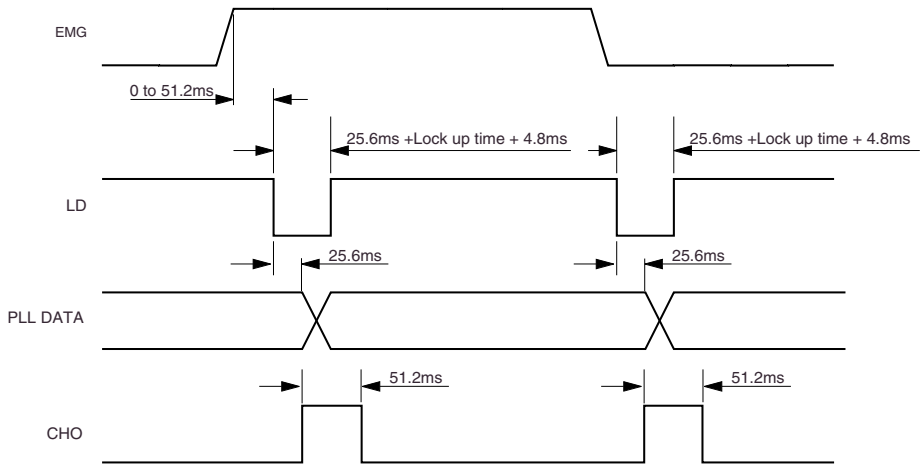 EMG
0 to 51.2ms
25.6ms +Lock up time + 4.8ms
25.6ms +Lock up time + 4.8ms
LD
25.6ms
25.6ms
PLL DATA
51.2ms
51.2ms
CHO